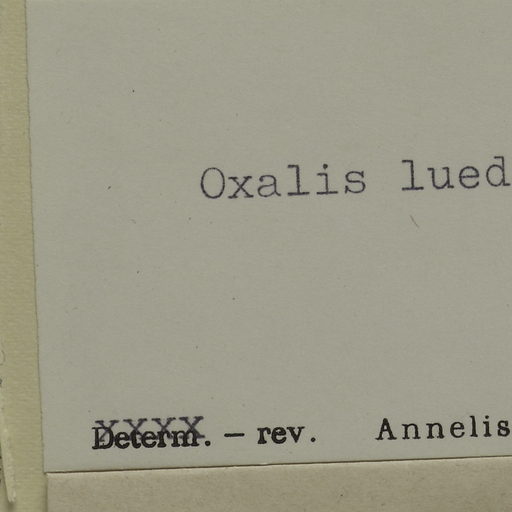 Oxalis lued
Determ. – rev. Annelis